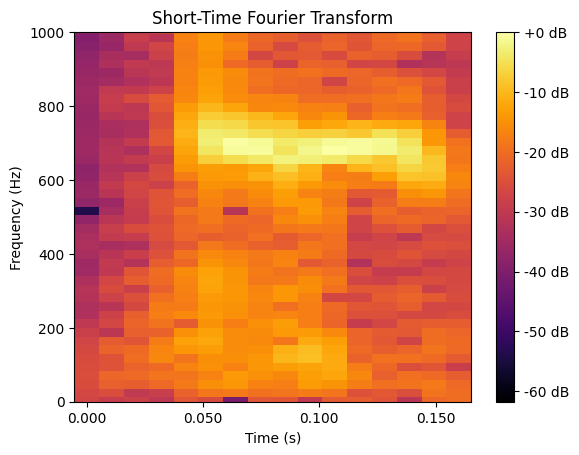 Short-Time Fourier Transform
Frequency (Hz)
1000
800
600
400
200
0
0.000
0.050
0.100
0.150
Time (s)
+0 dB
-10 dB
-20 dB
-30 dB
-40 dB
-50 dB
-60 dB